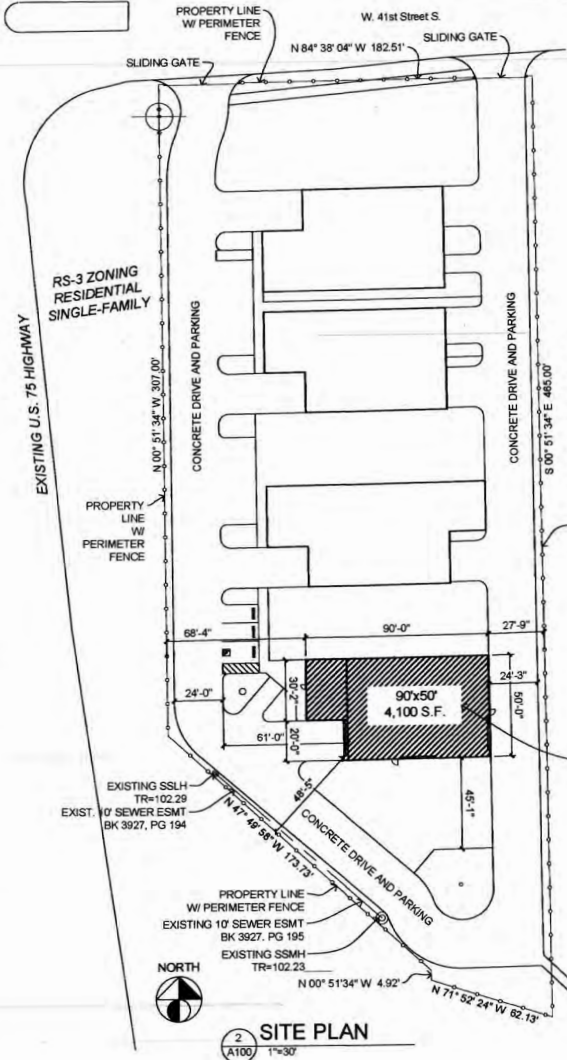 PROPERTY LINE
W/ PERIMETER
FENCE
W. 41st Street S.
N 84° 38' 04" W 182.51'
SLIDING GATE
SLIDING GATE
RS-3 ZONING
RESIDENTIAL
SINGLE-FAMILY
EXISTING U.S. 75 HIGHWAY
N 00° 51' 34" W 307.00'
CONCRETE DRIVE AND PARKING
CONCRETE DRIVE AND PARKING
S 00° 51' 34" E 465.00'
PROPERTY
LINE
W/
PERIMETER
FENCE
68'-4"
90'-0"
27'-9"
24'-0"
30'-2"
90'x50'
4,100 S.F.
24'-3"
50'-0"
61'-0"
20'-0"
48'-5"
45'-1"
EXISTING SSLH
TR=102.29
EXIST. 10' SEWER ESMT
BK 3927, PG 194
N 47° 49' 58" W 173.73'
CONCRETE DRIVE AND PARKING
PROPERTY LINE
W/ PERIMETER FENCE
EXISTING 10' SEWER ESMT
BK 3927. PG 195
EXISTING SSMH
TR=102.23
N 00° 51'34" W 4.92'
N 71° 52' 24" W 62.13'
NORTH
2
A100
SITE PLAN
1"=30'